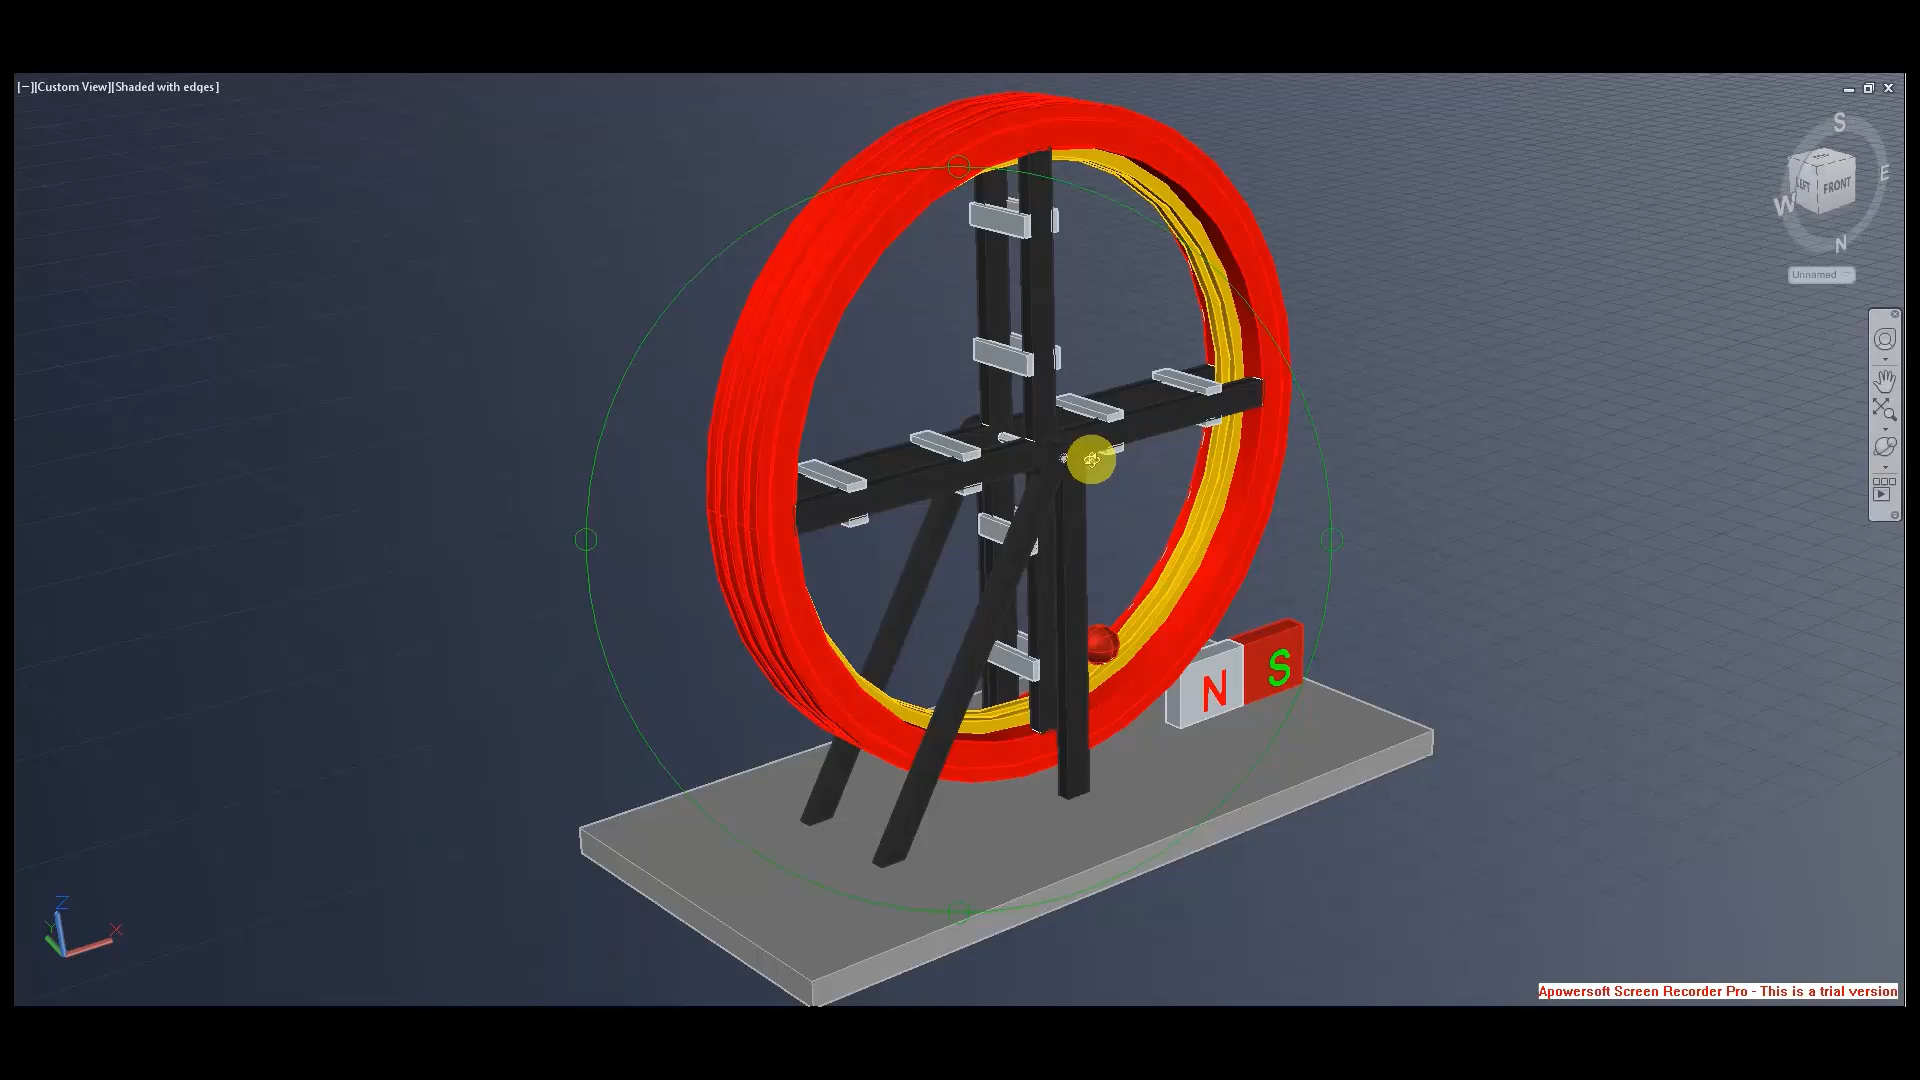 [−][Custom View][Shaded with edges]
S
E
LEFT
FRONT
W
N
Unnamed
N
S
Z
Y
X
Apowersoft Screen Recorder Pro - This is a trial version